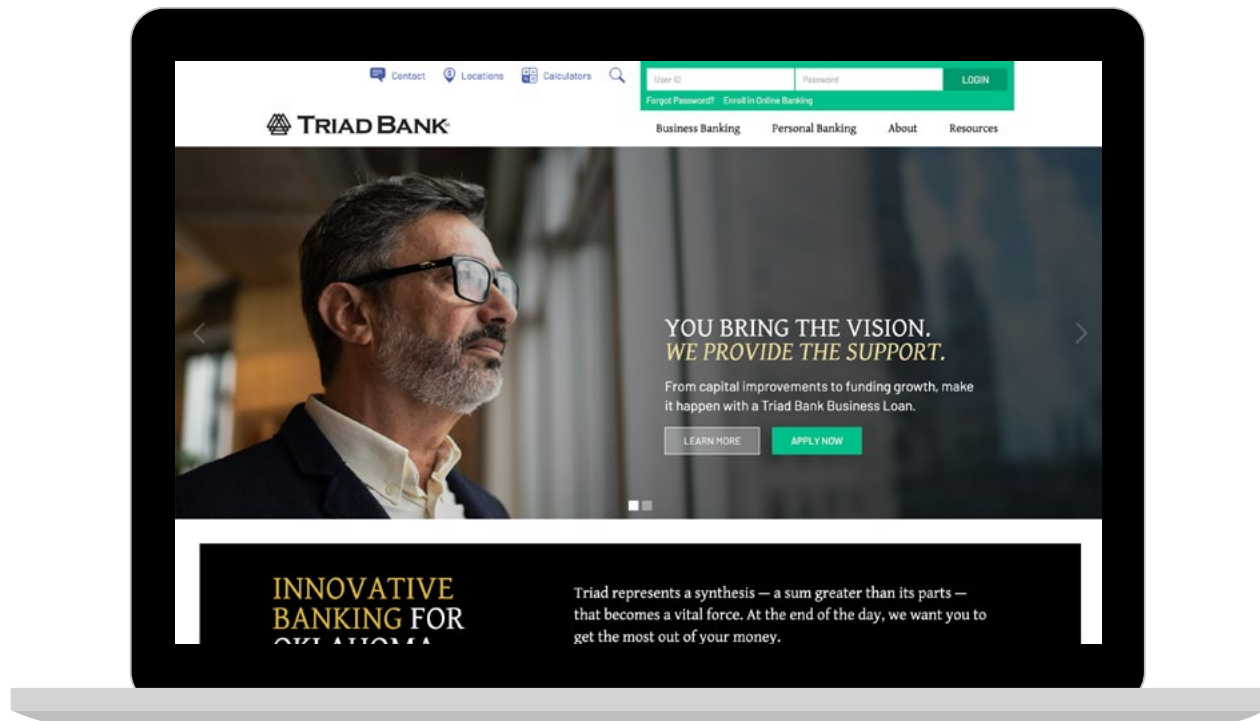 Contact
Locations
Calculators
User ID
Password
LOGIN
Forgot Password?
Enroll in Online Banking
TRIAD BANK
Business Banking
Personal Banking
About
Resources
YOU BRING THE VISION.
WE PROVIDE THE SUPPORT.
From capital improvements to funding growth, make
it happen with a Triad Bank Business Loan.
LEARN MORE
APPLY NOW
INNOVATIVE
BANKING FOR
OKLAHOMA
Triad represents a synthesis — a sum greater than its parts —
that becomes a vital force. At the end of the day, we want you to
get the most out of your money.